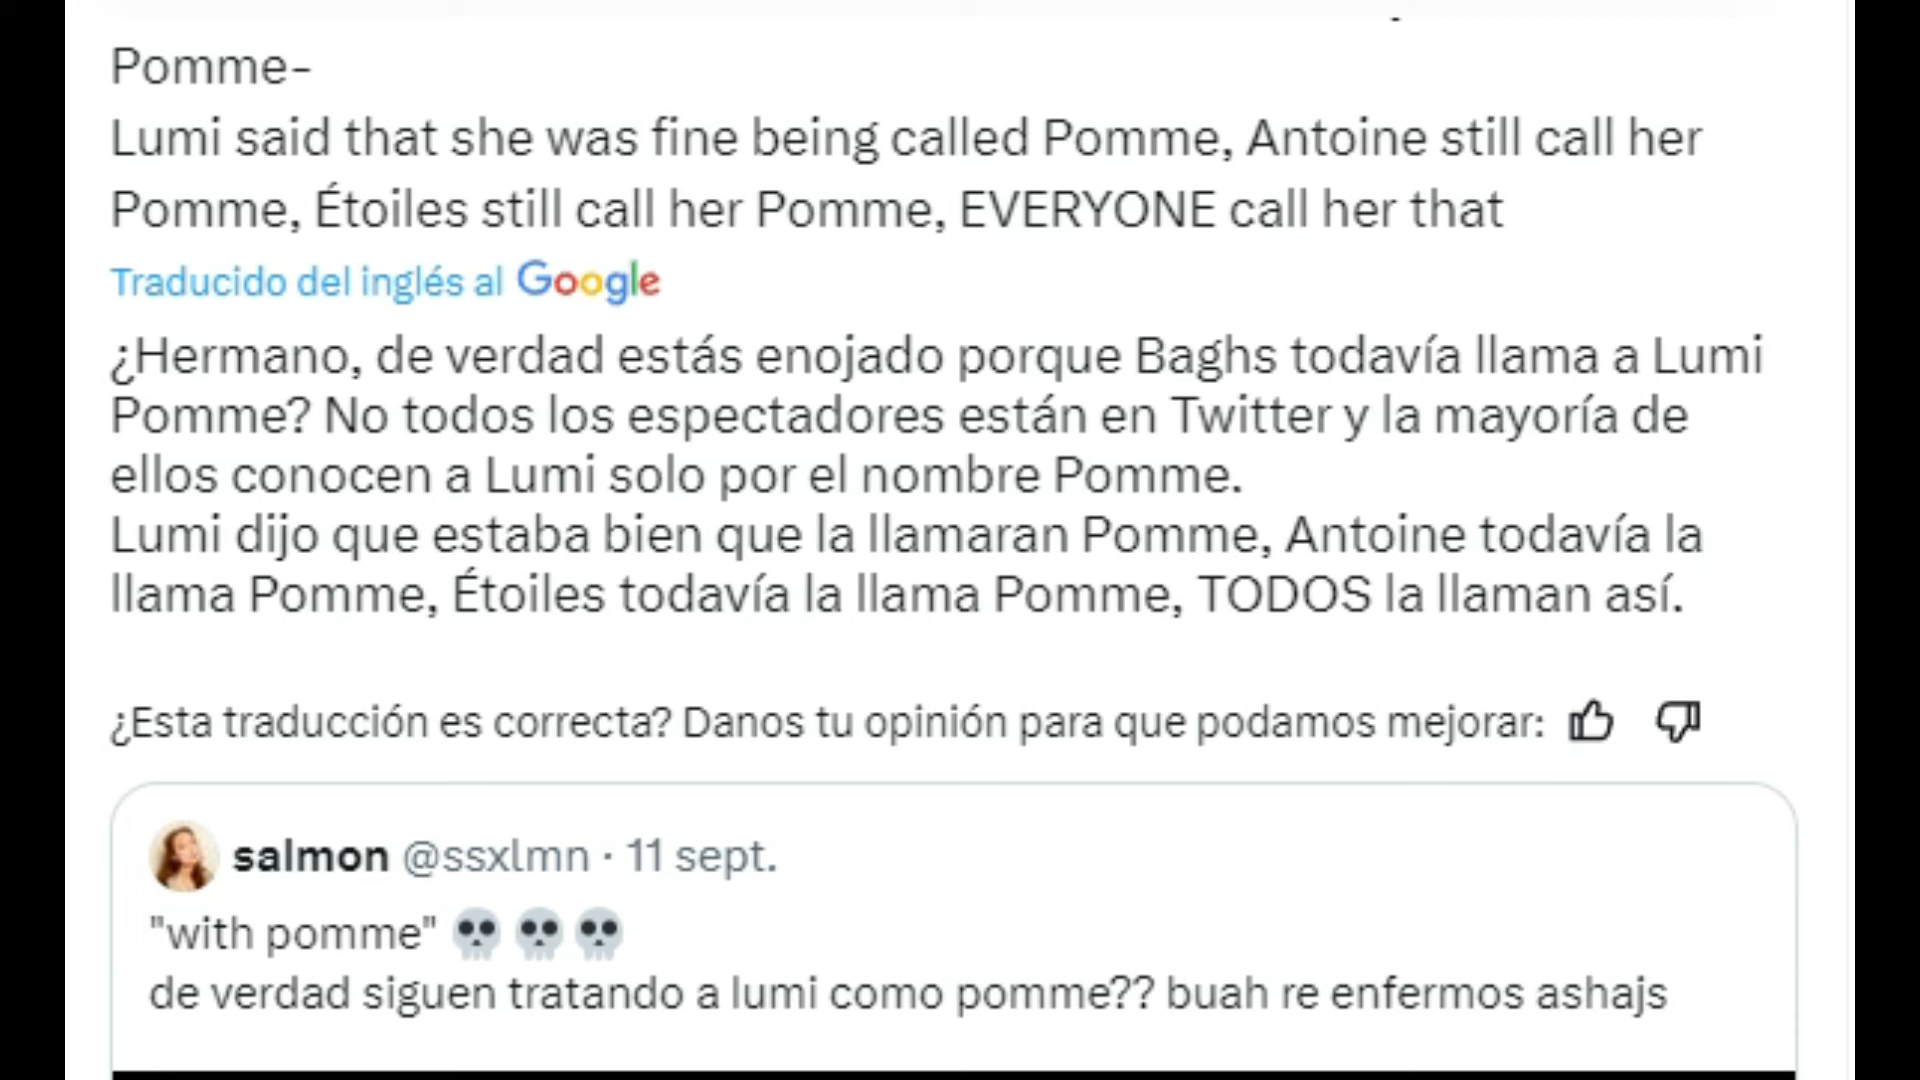 Pomme-
Lumi said that she was fine being called Pomme, Antoine still call her
Pomme, Étoiles still call her Pomme, EVERYONE call her that
Traducido del inglés al Google
¿Hermano, de verdad estás enojado porque Baghs todavía llama a Lumi
Pomme? No todos los espectadores están en Twitter y la mayoría de
ellos conocen a Lumi solo por el nombre Pomme.
Lumi dijo que estaba bien que la llamaran Pomme, Antoine todavía la
llama Pomme, Étoiles todavía la llama Pomme, TODOS la llaman así.
¿Esta traducción es correcta? Danos tu opinión para que podamos mejorar:
salmon @ssxlmn · 11 sept.
"with pomme" 💀💀💀
de verdad siguen tratando a lumi como pomme?? buah re enfermos ashajs